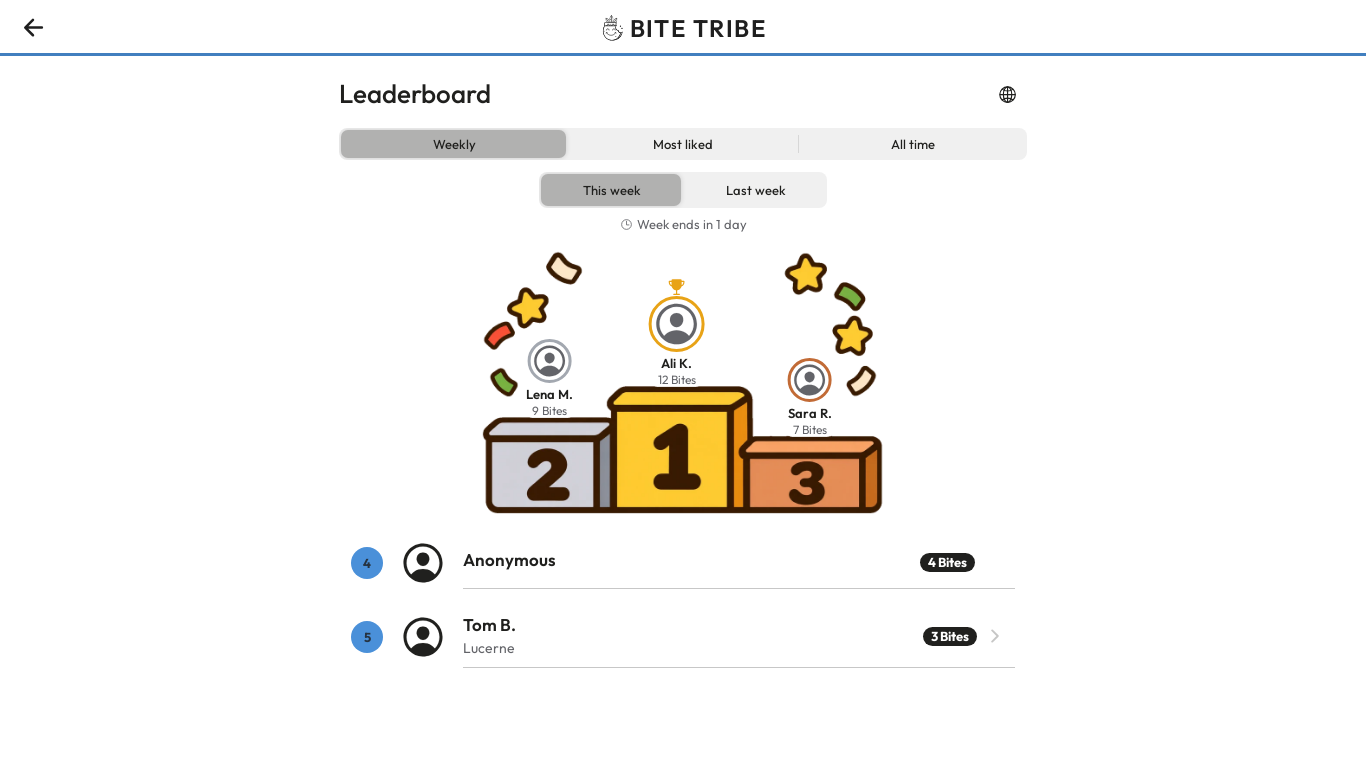 BITE TRIBE
Leaderboard
Weekly
Most liked
All time
This week
Last week
Week ends in 1 day
Ali K.
12 Bites
Lena M.
9 Bites
Sara R.
7 Bites
1
2
3
4
Anonymous
4 Bites
5
Tom B.
Lucerne
3 Bites